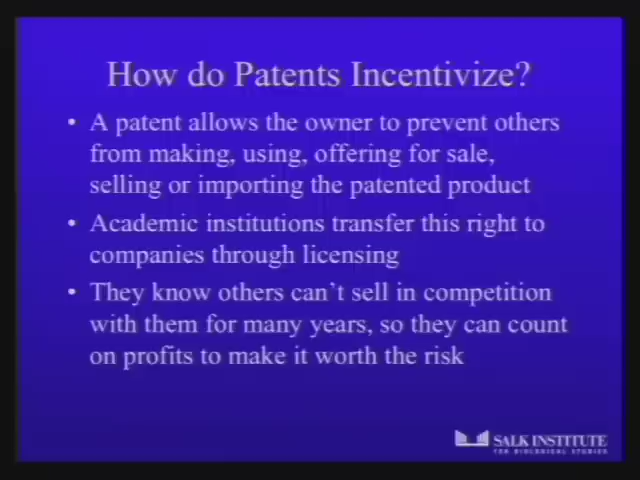 How do Patents Incentivize?
• A patent allows the owner to prevent others
from making, using, offering for sale,
selling or importing the patented product
• Academic institutions transfer this right to
companies through licensing
• They know others can't sell in competition
with them for many years, so they can count
on profits to make it worth the risk
SALK INSTITUTE
FOR BIOLOGICAL STUDIES